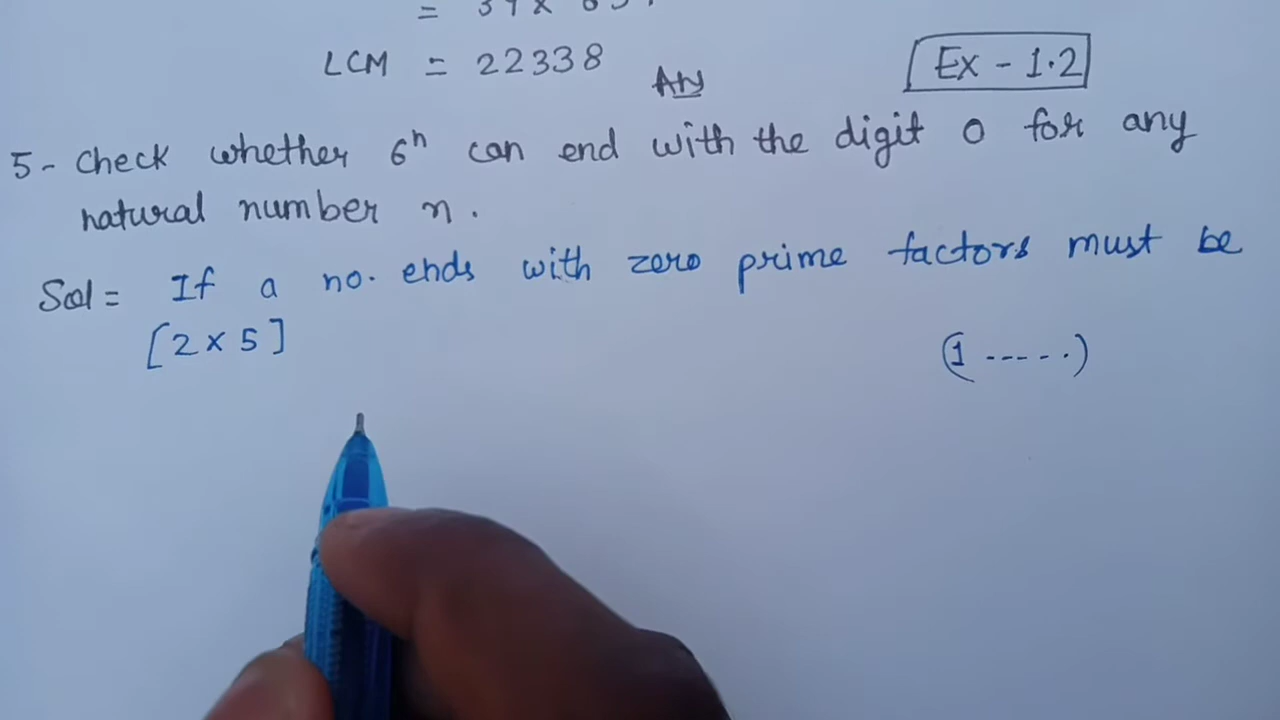 LCM = 22338 Ans
Ex - 1.2
5- Check whether 6ⁿ can end with the digit 0 for any
natural number n.
Sol= If a no. ends with zero prime factors must be
[2 x 5]
(1 -----.)